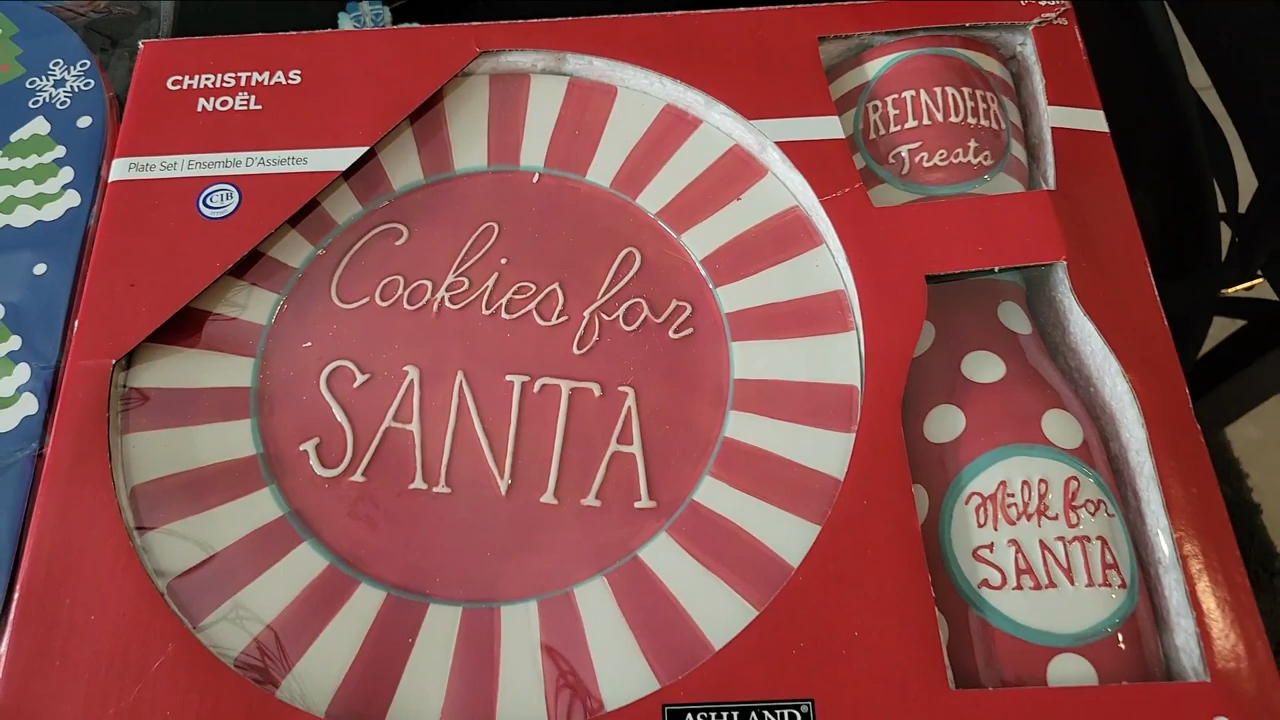 CHRISTMAS
NOËL
Plate Set | Ensemble D'Assiettes
CIB
Cookies for
SANTA
REINDEER
Treats
Milk for
SANTA
ASHLAND®